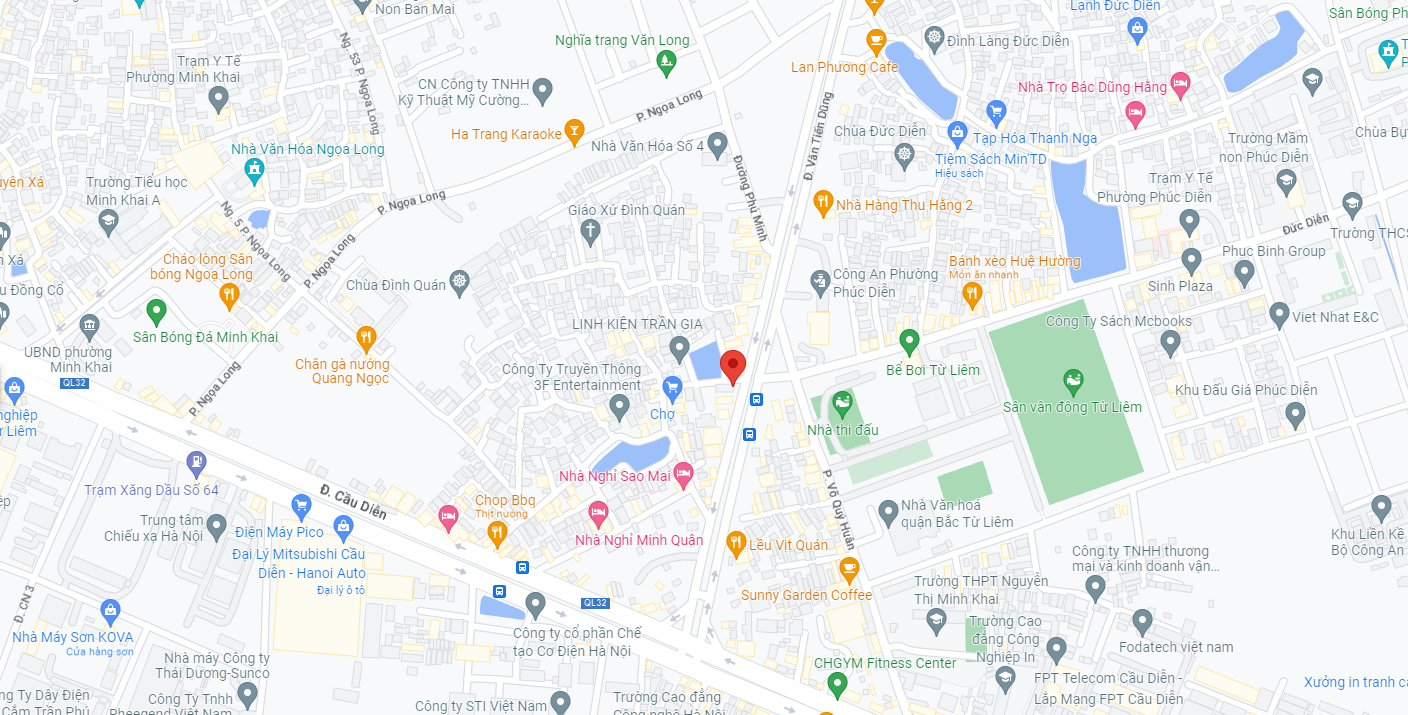 Non Ban Mai
Lạnh Đức Diễn
Sân Bóng Ph
Ng. 53 P. Ngọa Long
Nghĩa trang Văn Long
Đình Làng Đức Diễn
Trạm Y Tế
Phường Minh Khai
Lan Phương Cafe
CN Công ty TNHH
Kỹ Thuật Mỹ Cường...
Nhà Trọ Bác Dũng Hằng
P. Ngọa Long
Đ. Văn Tiến Dũng
Ha Trang Karaoke
Chùa Đức Diễn
Tạp Hóa Thanh Nga
Trường Mầm
non Phúc Diễn
Chùa Bụt
Nhà Văn Hóa Ngọa Long
Nhà Văn Hóa Số 4
Tiệm Sách Min'TD
Hiệu sách
uyên Xá
Trường Tiểu học
Minh Khai A
Đường Phú Minh
Trạm Y Tế
Phường Phúc Diễn
P. Ngọa Long
Ng. 5 P. Ngọa Long
Giáo Xứ Đình Quán
Nhà Hàng Thu Hằng 2
Đức Diễn
Trường THCS
P. Ngọa Long
Cháo lòng Sân
bóng Ngọa Long
Phuc Binh Group
Bánh xèo Huệ Hường
Món ăn nhanh
n Xá
Chùa Đình Quán
Công An Phường
Phúc Diễn
Sinh Plaza
u Đồng Cổ
LINH KIỆN TRẦN GIA
Công Ty Sách Mcbooks
Viet Nhat E&C
Sân Bóng Đá Minh Khai
UBND phường
Minh Khai
Chân gà nướng
Quang Ngọc
Công Ty Truyền Thông
3F Entertainment
Bể Bơi Từ Liêm
QL32
P. Ngọa Long
Khu Đấu Giá Phúc Diễn
Sân vận động Từ Liêm
Chợ
nghiệp
Liêm
Nhà thi đấu
Trạm Xăng Dầu Số 64
Đ. Cầu Diễn
Nhà Nghỉ Sao Mai
P. Võ Quý Huân
Chop Bbq
Thịt nướng
Nhà Văn hoá
quận Bắc Từ Liêm
Trung tâm
Chiếu xạ Hà Nội
Điện Máy Pico
Nhà Nghỉ Minh Quân
Lều Vịt Quán
Khu Liền Kề
Bộ Công An
Đại Lý Mitsubishi Cầu
Diễn - Hanoi Auto
Đại lý ô tô
Công ty TNHH thương
mại và kinh doanh vận...
Đ. CN 3
QL32
Sunny Garden Coffee
Trường THPT Nguyễn
Thị Minh Khai
Nhà Máy Sơn KOVA
Cửa hàng sơn
Công ty cổ phần Chế
tạo Cơ Điện Hà Nội
Trường Cao
đẳng Công
Nghiệp In
Fodatech việt nam
Nhà máy Công ty
Thái Dương-Sunco
CHGYM Fitness Center
FPT Telecom Cầu Diễn -
Lắp Mạng FPT Cầu Diễn
Xưởng in tranh cá
ng Ty Dây Điện
Cắm Trần Phú
Công Ty Tnhh
Pheegend Việt Nam
Công ty STI Việt Nam
Trường Cao đẳng
Công nghệ Hà Nội